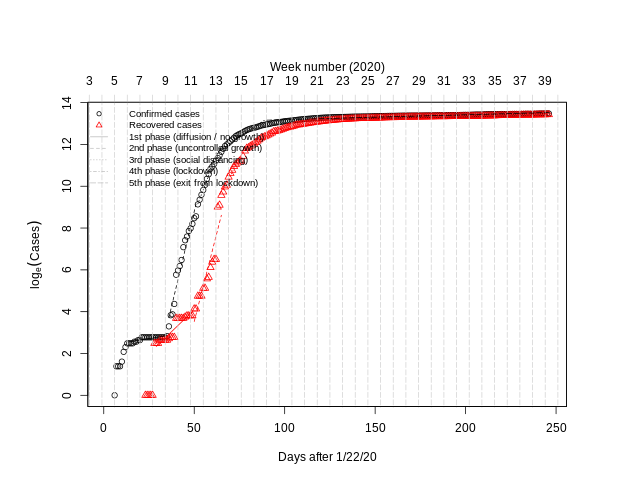 Week number (2020)
3 5 7 9 11 13 15 17 19 21 23 25 27 29 31 33 35 37 39
Confirmed cases
Recovered cases
1st phase (diffusion / no growth)
2nd phase (uncontrolled growth)
3rd phase (social distancing)
4th phase (lockdown)
5th phase (exit from lockdown)
14
12
10
8
6
4
2
0
loge(Cases)
0 50 100 150 200 250
Days after 1/22/20